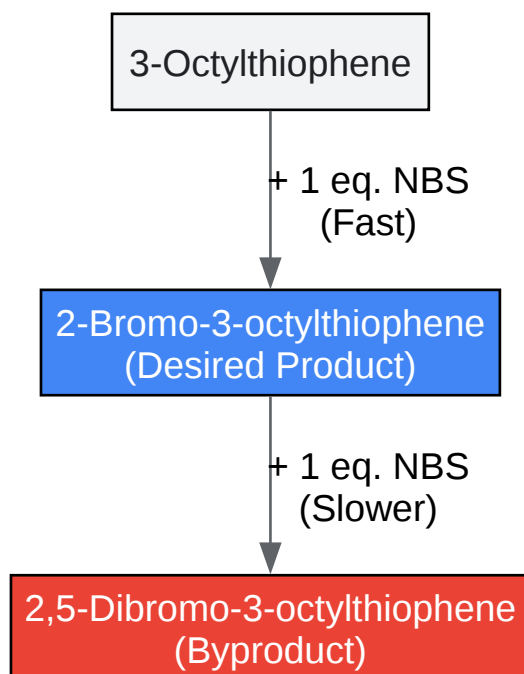 3-Octylthiophene
+ 1 eq. NBS
(Fast)
2-Bromo-3-octylthiophene
(Desired Product)
+ 1 eq. NBS
(Slower)
2,5-Dibromo-3-octylthiophene
(Byproduct)